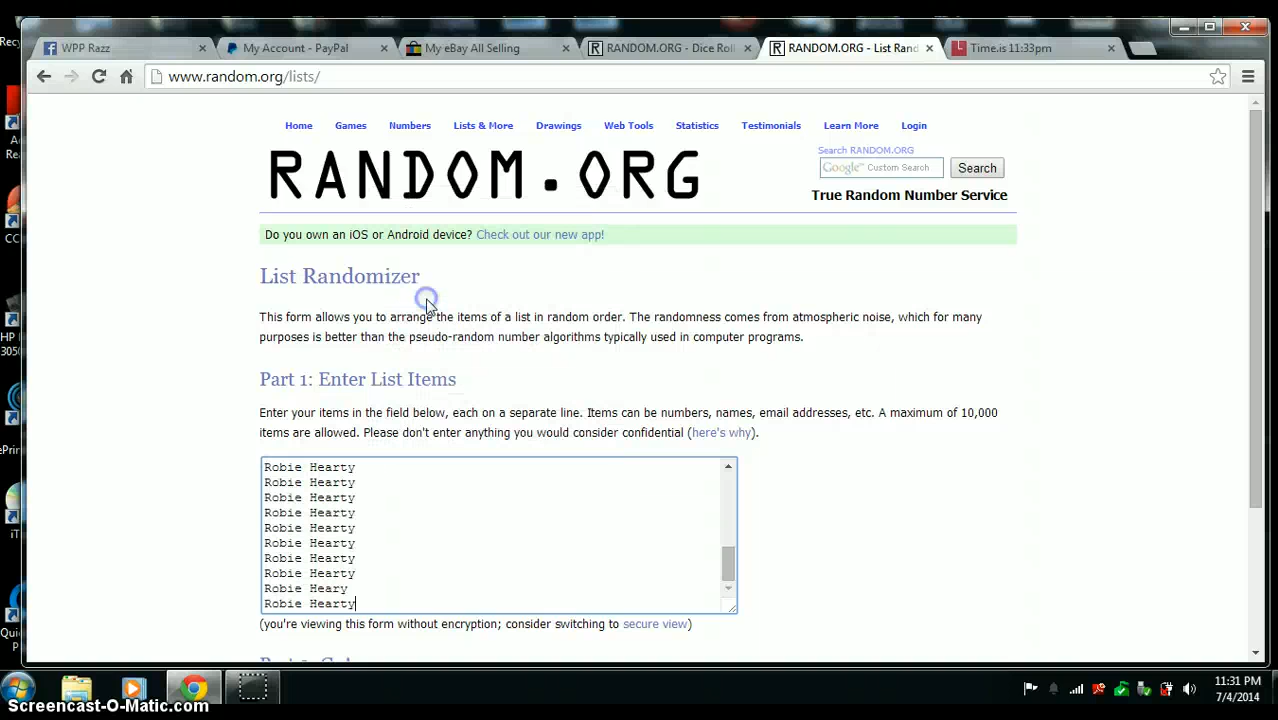 WPP Razz
My Account - PayPal
My eBay All Selling
RANDOM.ORG - Dice Roll
RANDOM.ORG - List Rand
Time.is 11:33pm
www.random.org/lists/
Home Games Numbers Lists & More Drawings Web Tools Statistics Testimonials Learn More Login
Search RANDOM.ORG
RANDOM.ORG
Google™ Custom Search
Search
True Random Number Service
Do you own an iOS or Android device? Check out our new app!
List Randomizer
This form allows you to arrange the items of a list in random order. The randomness comes from atmospheric noise, which for many
purposes is better than the pseudo-random number algorithms typically used in computer programs.
Part 1: Enter List Items
Enter your items in the field below, each on a separate line. Items can be numbers, names, email addresses, etc. A maximum of 10,000
items are allowed. Please don't enter anything you would consider confidential (here's why).
Robie Hearty
Robie Hearty
Robie Hearty
Robie Hearty
Robie Hearty
Robie Hearty
Robie Hearty
Robie Hearty
Robie Heary
Robie Hearty
(you're viewing this form without encryption; consider switching to secure view)
11:31 PM
7/4/2014
Screencast-O-Matic.com